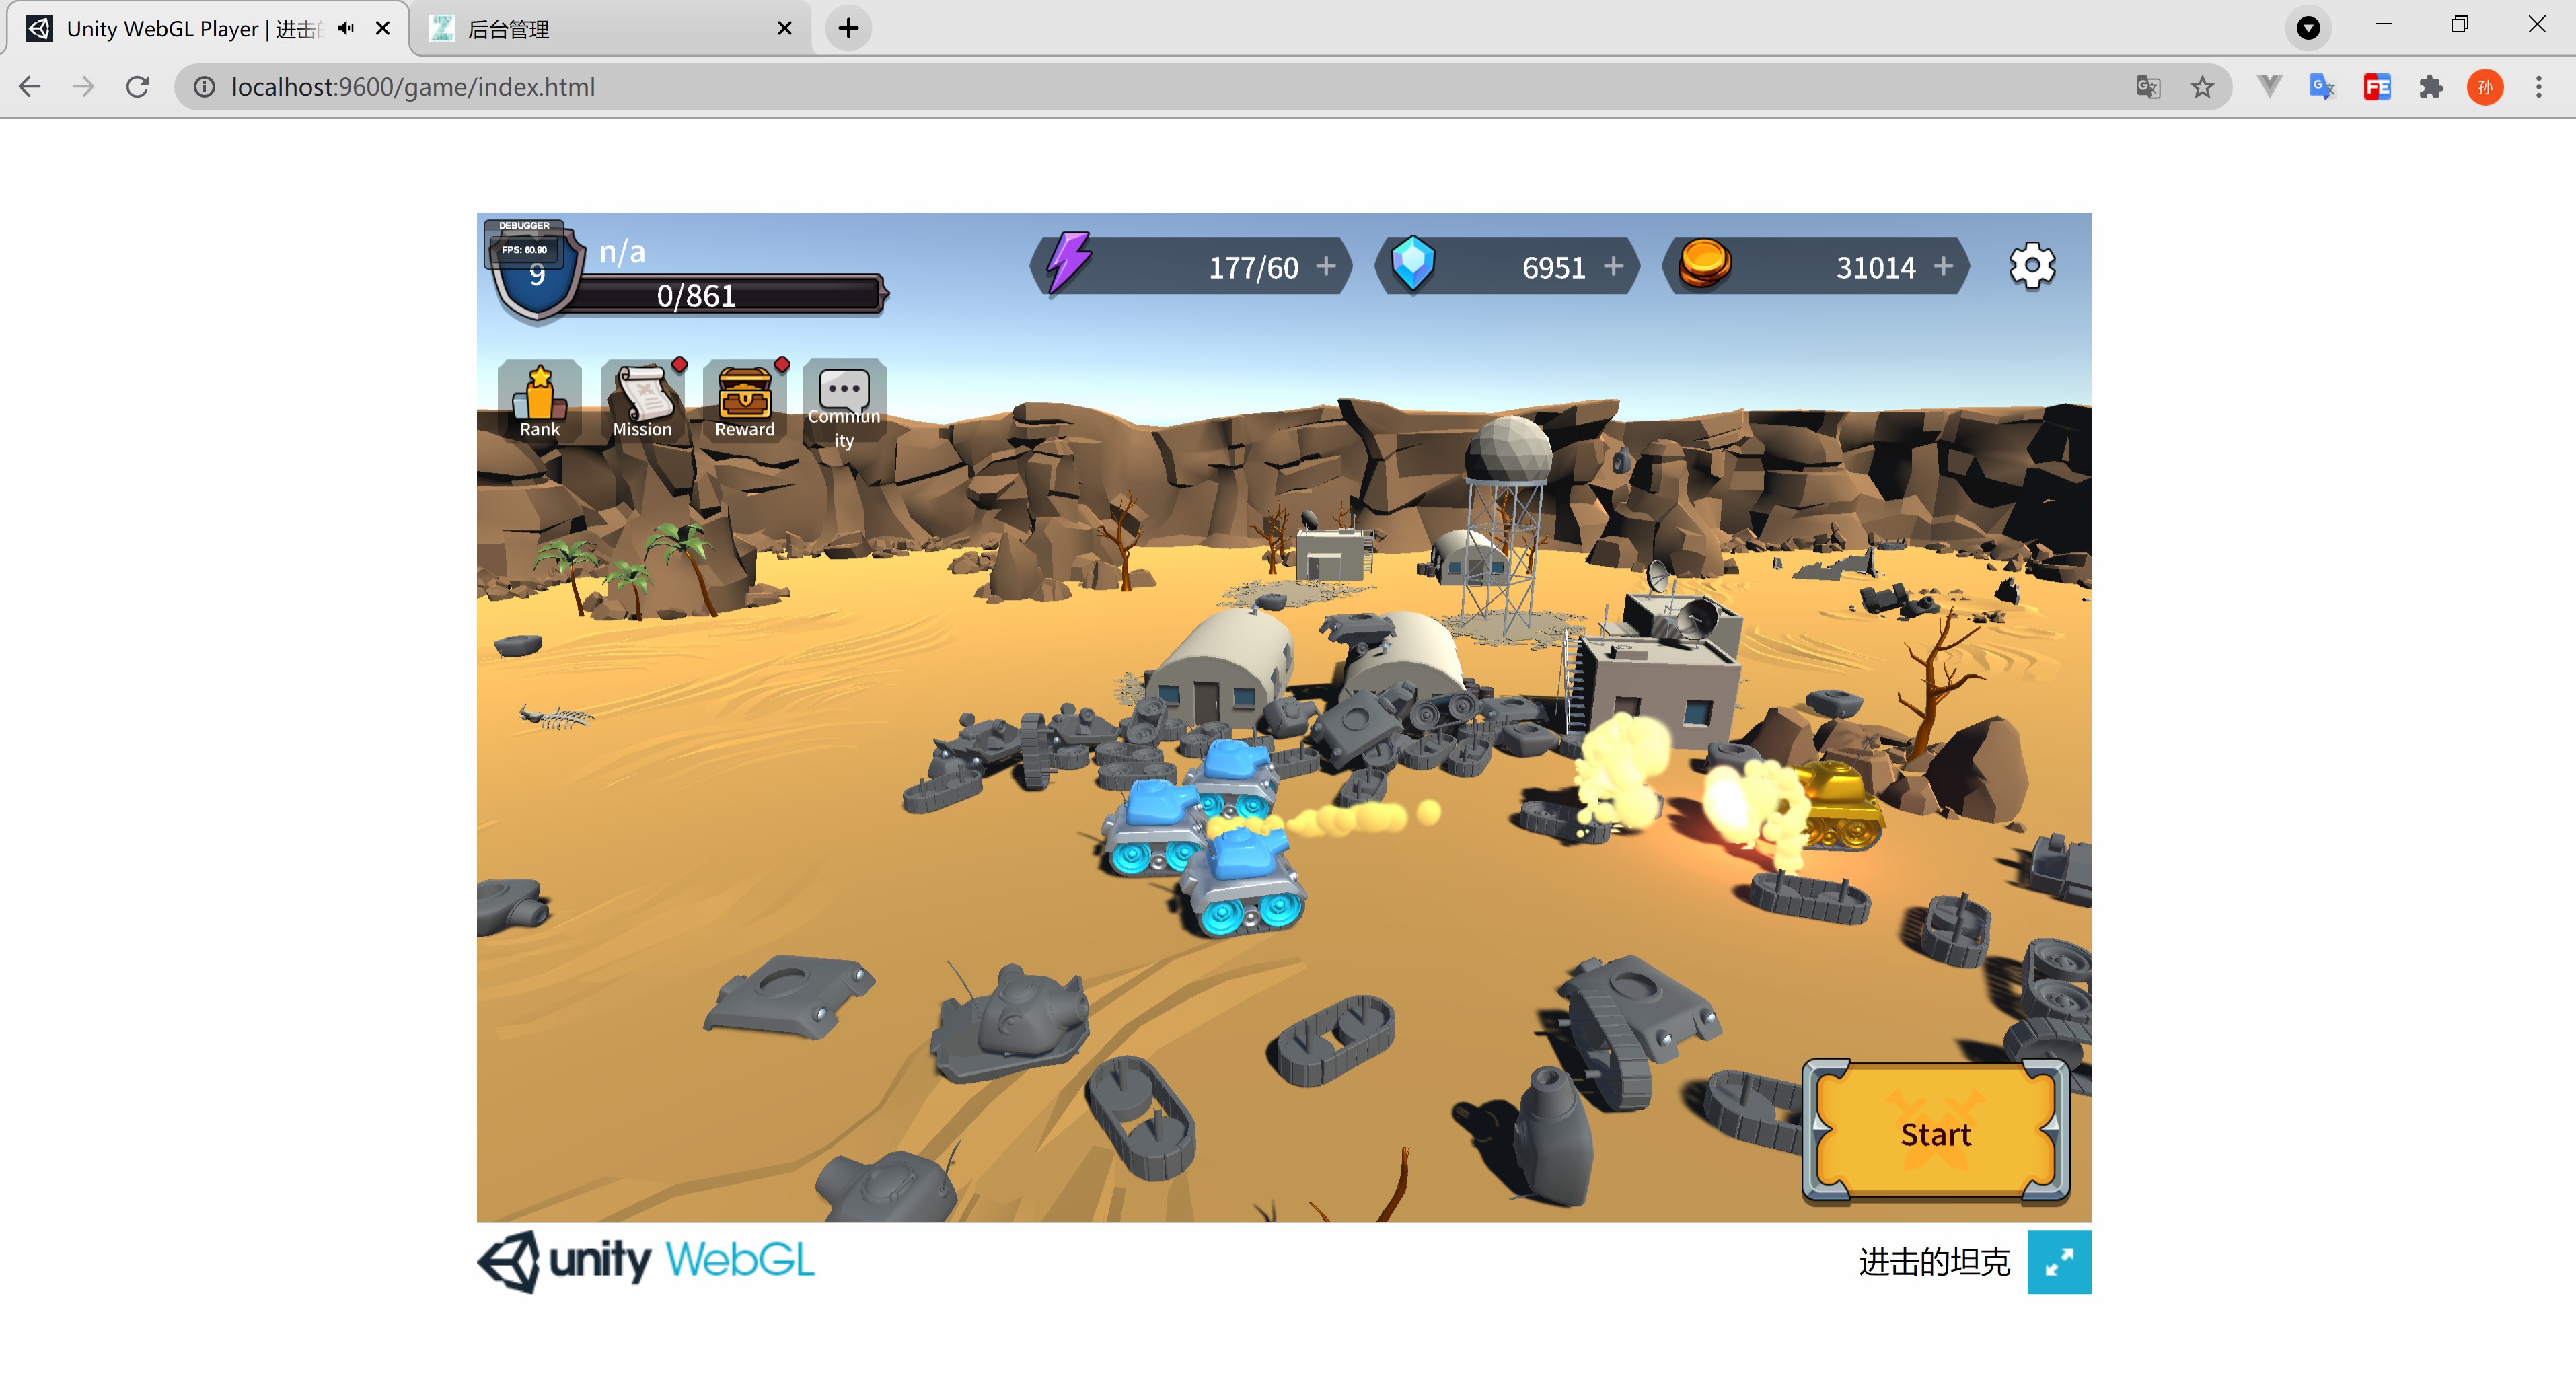 Unity WebGL Player | 进击的
后台管理
localhost:9600/game/index.html
孙
DEBUGGER
FPS: 60.90
9
n/a
0/861
177/60 +
6951 +
31014 +
Rank
Mission
Reward
Commun
ity
Start
unity WebGL
进击的坦克